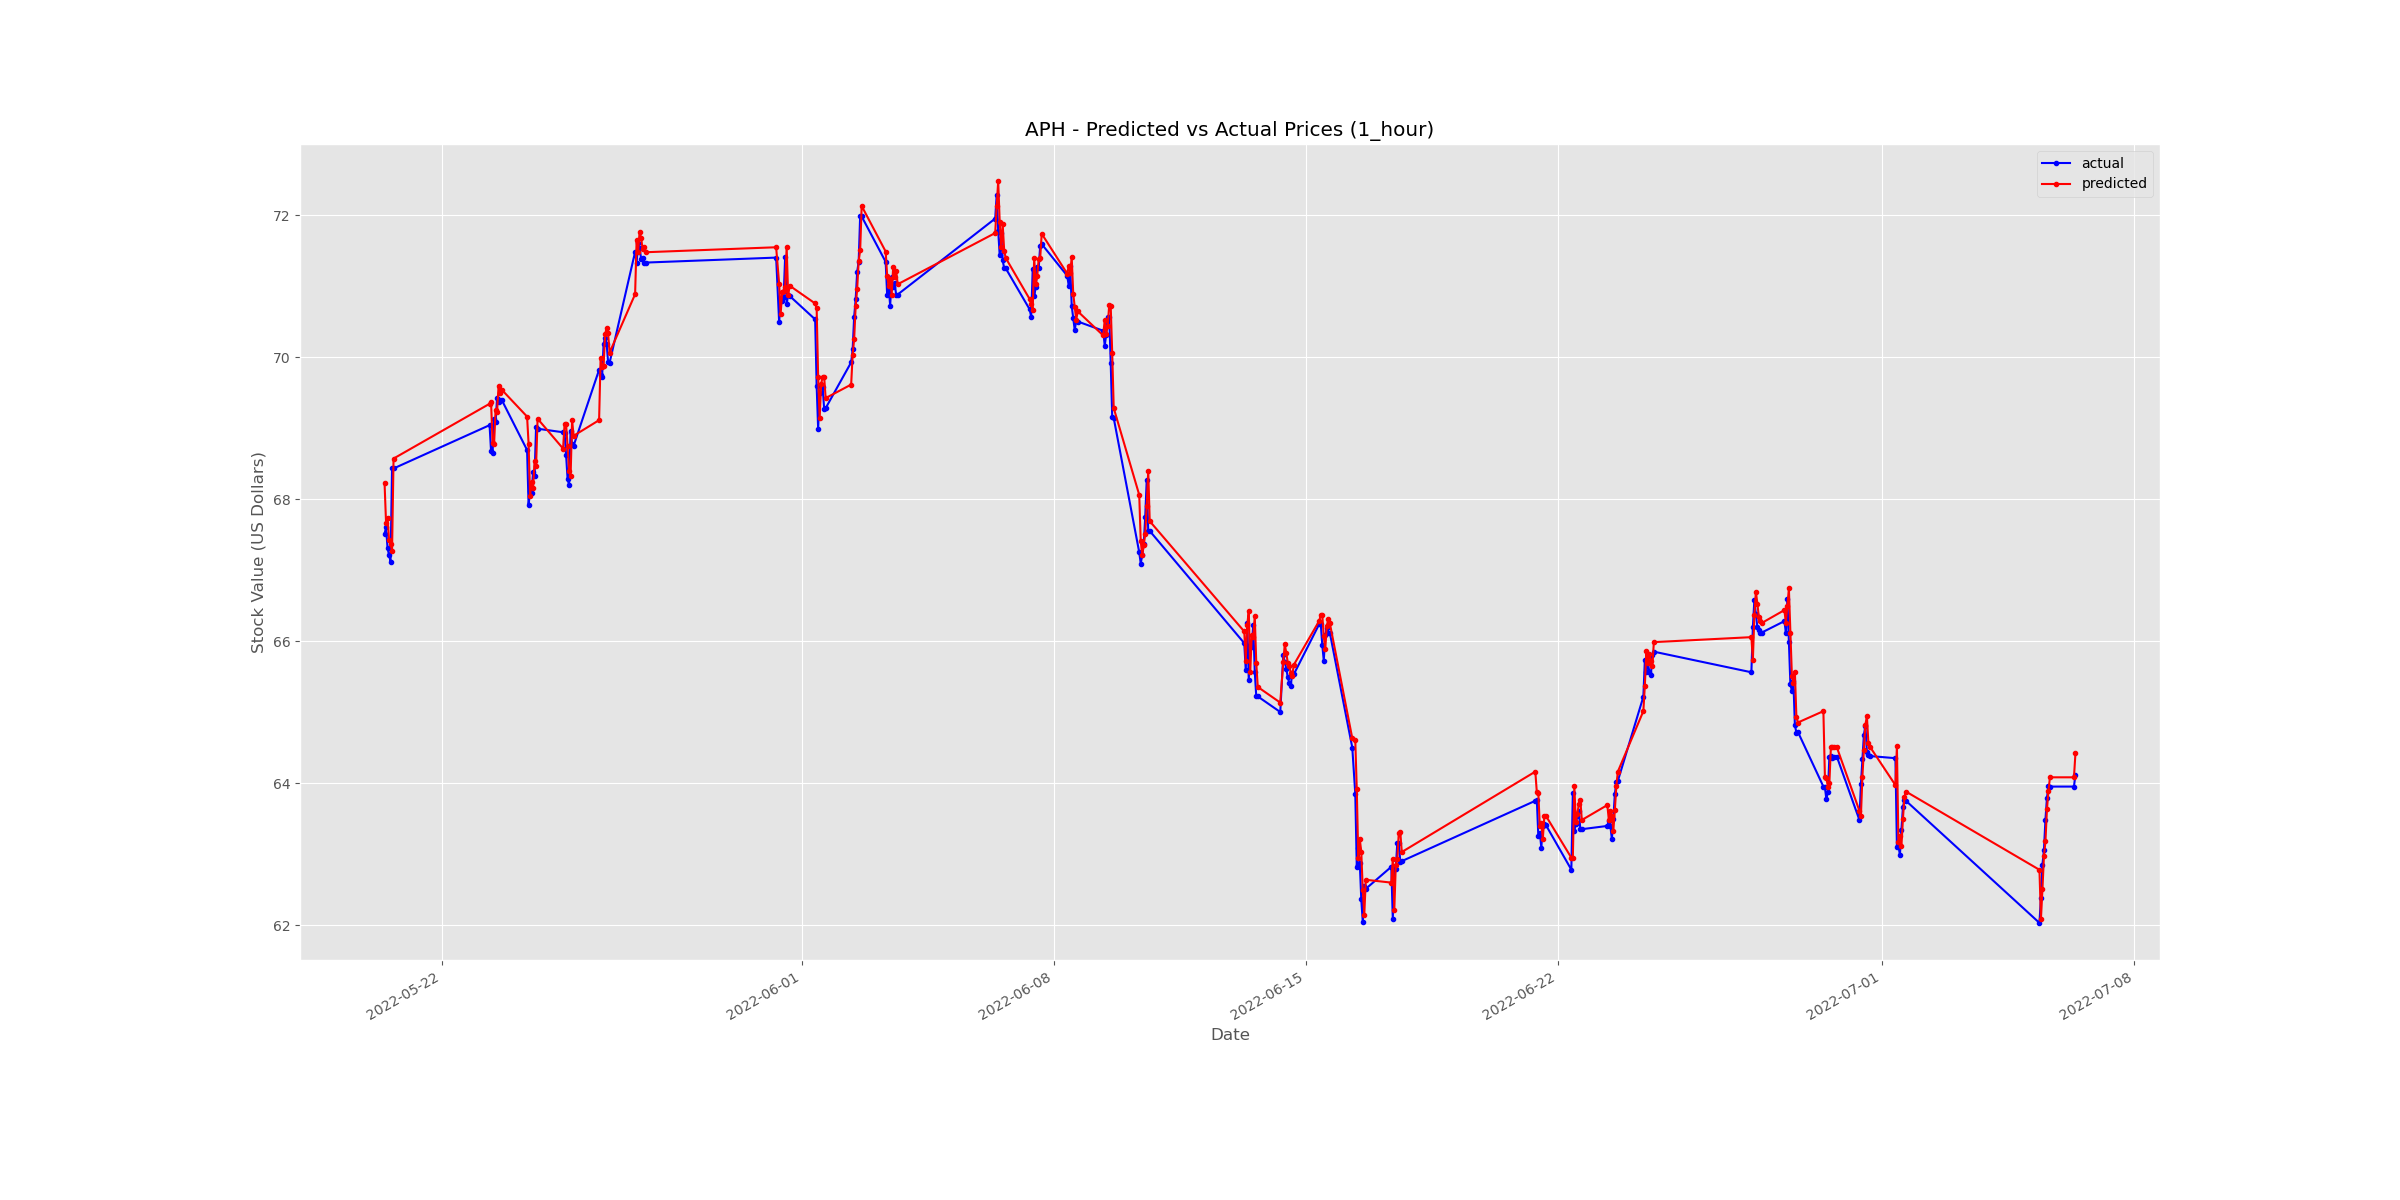 APH - Predicted vs Actual Prices (1_hour)
actual
predicted
72
70
68
66
64
62
Stock Value (US Dollars)
2022-05-22
2022-06-01
2022-06-08
2022-06-15
2022-06-22
2022-07-01
2022-07-08
Date